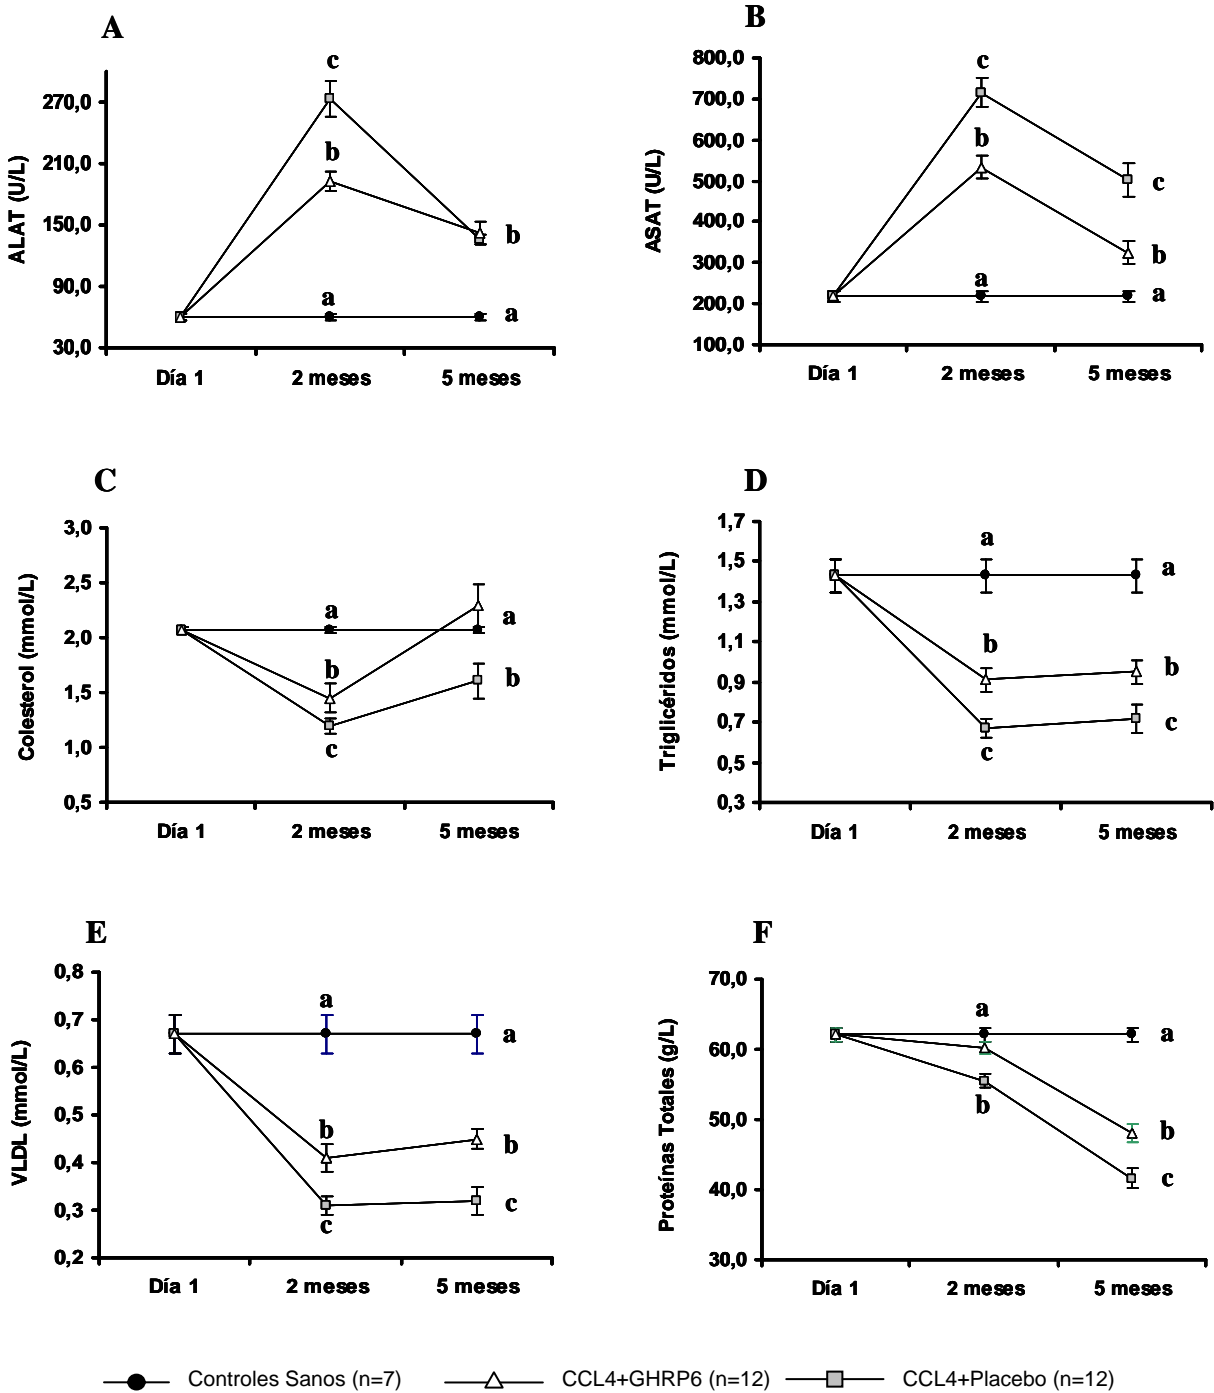 A
ALAT (U/L)
270,0
210,0
150,0
90,0
30,0
c
b
a
b
a
Día 1 2 meses 5 meses
B
ASAT (U/L)
800,0
700,0
600,0
500,0
400,0
300,0
200,0
100,0
c
b
a
c
b
a
Día 1 2 meses 5 meses
C
Colesterol (mmol/L)
3,0
2,5
2,0
1,5
1,0
0,5
a
b
c
a
b
Día 1 2 meses 5 meses
D
Triglicéridos (mmol/L)
1,7
1,5
1,3
1,1
0,9
0,7
0,5
0,3
a
b
c
a
b
c
Día 1 2 meses 5 meses
E
VLDL (mmol/L)
0,8
0,7
0,6
0,5
0,4
0,3
0,2
a
b
c
a
b
c
Día 1 2 meses 5 meses
F
Proteínas Totales (g/L)
70,0
60,0
50,0
40,0
30,0
a
b
a
b
c
Día 1 2 meses 5 meses
Controles Sanos (n=7) CCL4+GHRP6 (n=12) CCL4+Placebo (n=12)